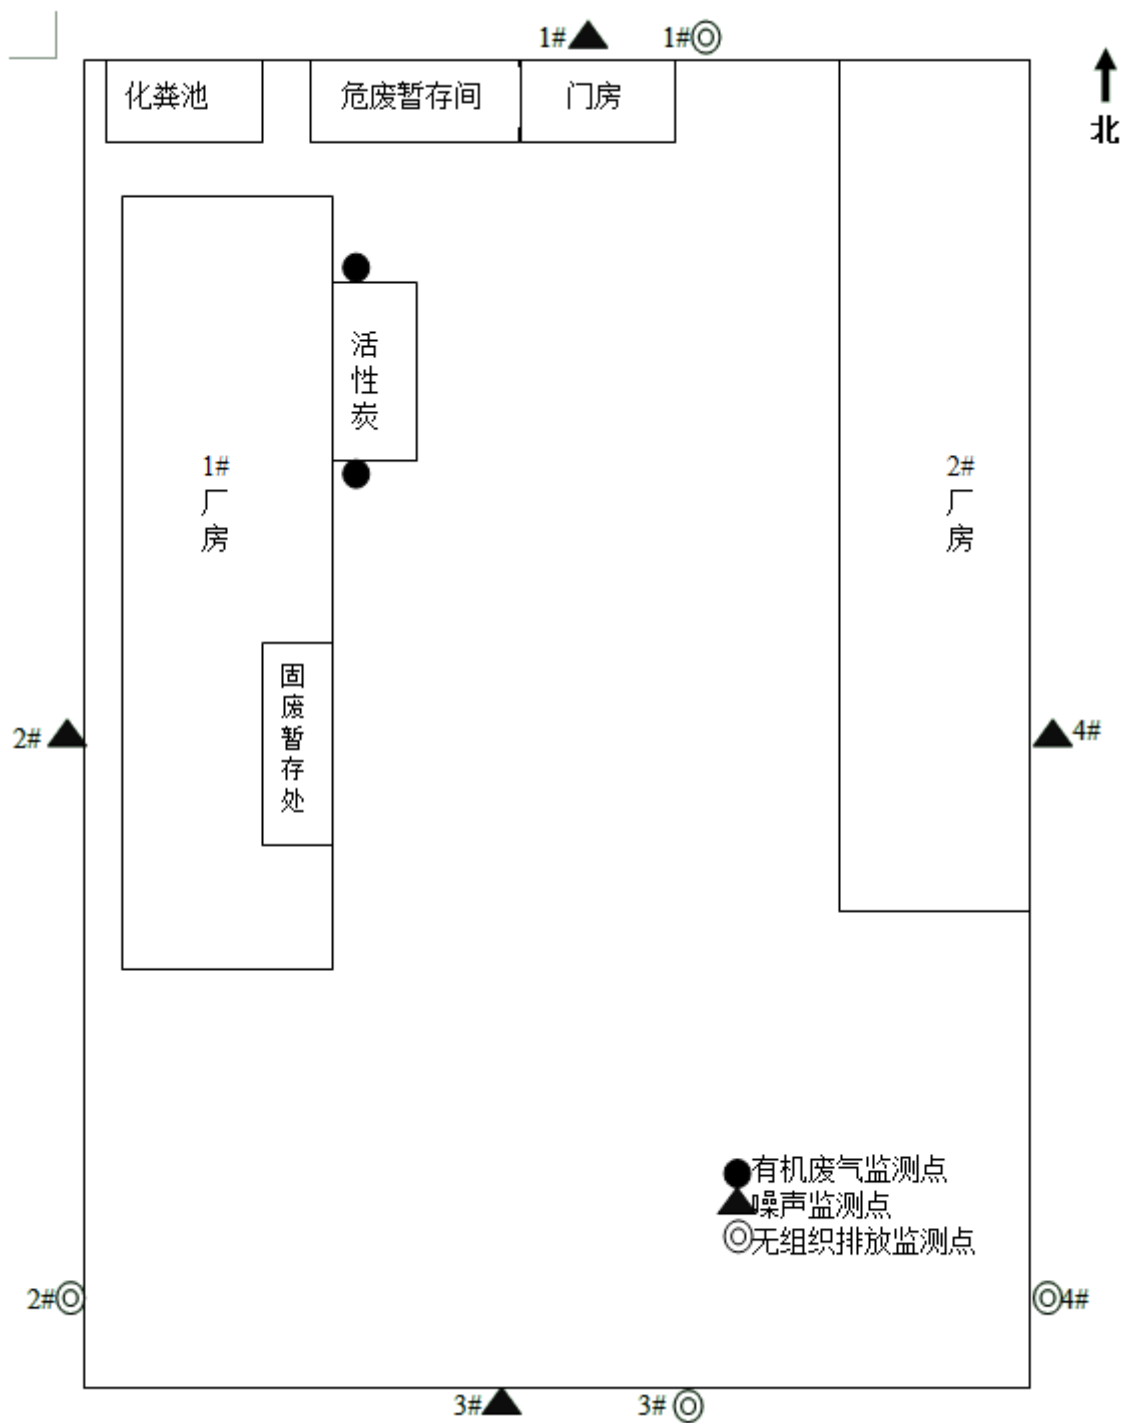 1#
1#
北
化粪池
危废暂存间
门房
活性炭
1#
厂房
2#
厂房
固废暂存处
2#
4#
有机废气监测点
噪声监测点
无组织排放监测点
2#
4#
3#
3#